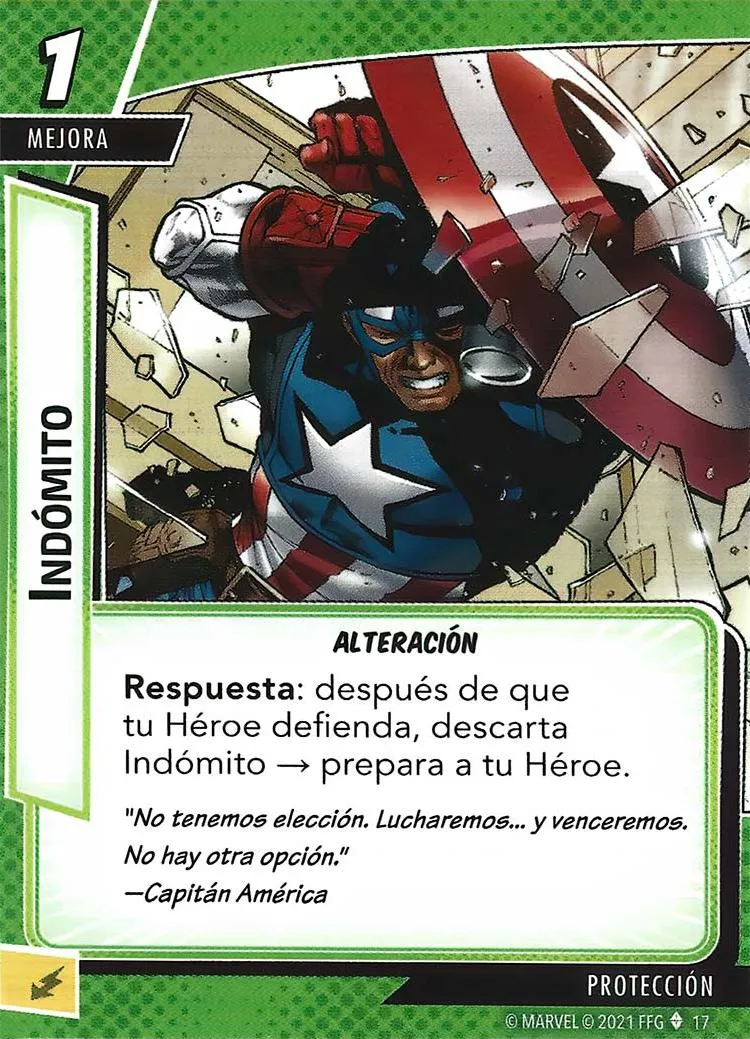 1
MEJORA
INDÓMITO
ALTERACIÓN
Respuesta: después de que
tu Héroe defienda, descarta
Indómito → prepara a tu Héroe.
"No tenemos elección. Lucharemos... y venceremos.
No hay otra opción."
—Capitán América
PROTECCIÓN
© MARVEL © 2021 FFG 17